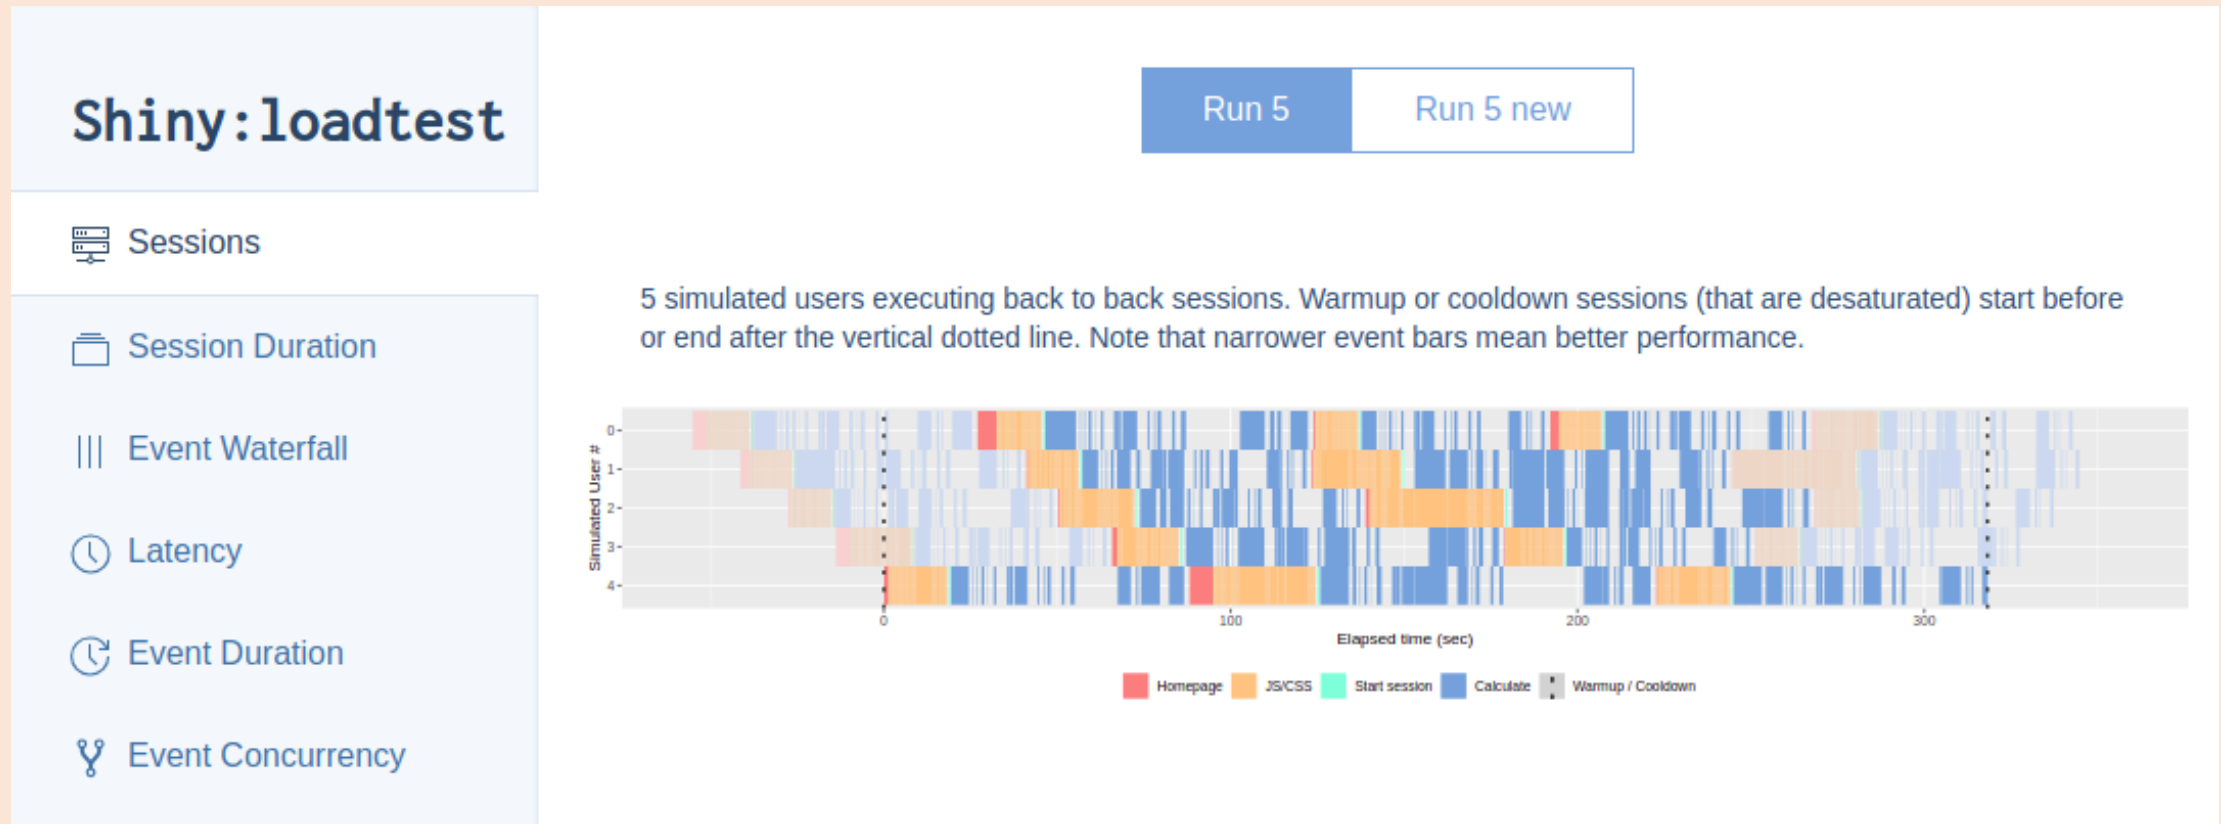 Shiny:loadtest
Sessions
Session Duration
Event Waterfall
Latency
Event Duration
Event Concurrency
Run 5
Run 5 new
5 simulated users executing back to back sessions. Warmup or cooldown sessions (that are desaturated) start before
or end after the vertical dotted line. Note that narrower event bars mean better performance.
Simulated User #
0
1
2
3
4
0 100 200 300
Elapsed time (sec)
Homepage JS/CSS Start session Calculate Warmup / Cooldown